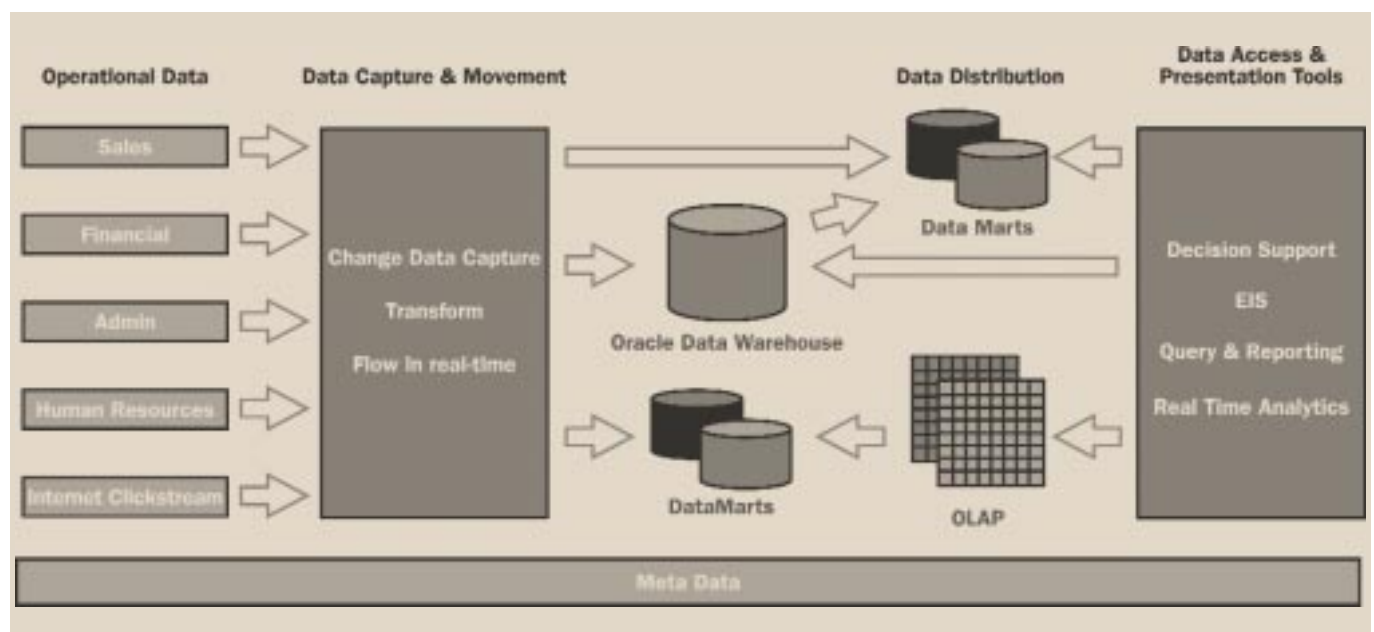 Operational Data
Data Capture & Movement
Data Distribution
Data Access &
Presentation Tools
Sales
Financial
Admin
Human Resources
Internet Clickstream
Change Data Capture
Transform
Flow in real-time
Oracle Data Warehouse
DataMarts
Data Marts
OLAP
Decision Support
EIS
Query & Reporting
Real Time Analytics
Meta Data